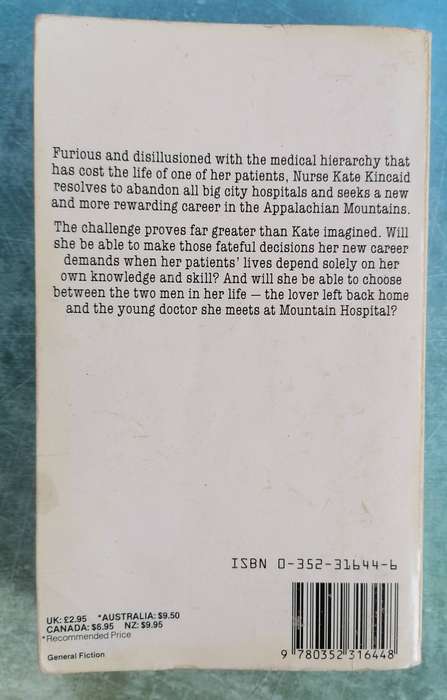 Furious and disillusioned with the medical hierarchy that
has cost the life of one of her patients, Nurse Kate Kincaid
resolves to abandon all big city hospitals and seeks a new
and more rewarding career in the Appalachian Mountains.
The challenge proves far greater than Kate imagined. Will
she be able to make those fateful decisions her new career
demands when her patients' lives depend solely on her
own knowledge and skill? And will she be able to choose
between the two men in her life — the lover left back home
and the young doctor she meets at Mountain Hospital?
ISBN 0-352-31644-6
UK: £2.95 *AUSTRALIA: $9.50
CANADA: $6.95 NZ: $9.95
*Recommended Price
General Fiction
9 780352 316448